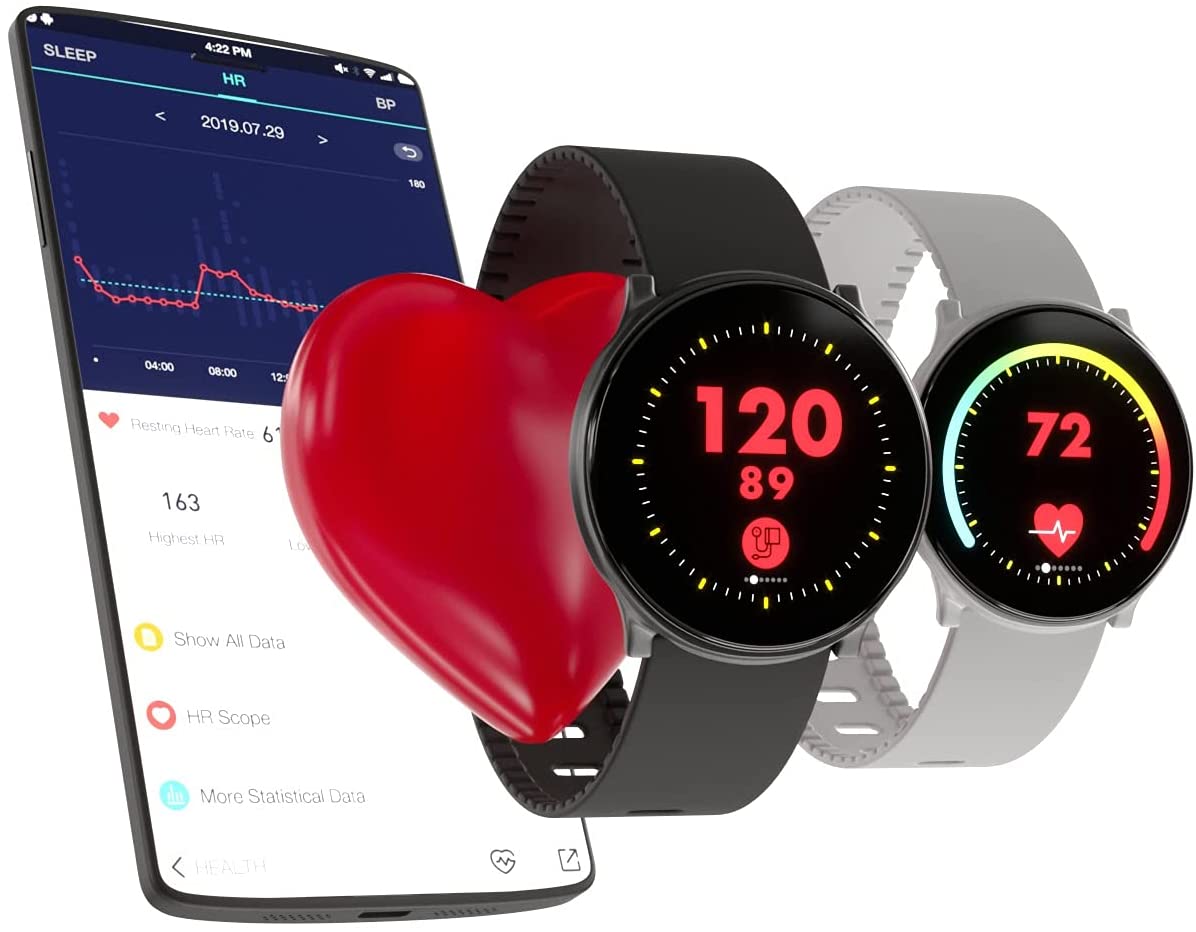 4:22 PM
SLEEP
HR
BP
< 2019.07.29 >
180
04:00
08:00
Resting Heart Rate
163
Highest HR
Show All Data
HR Scope
More Statistical Data
HEALTH
120
89
72